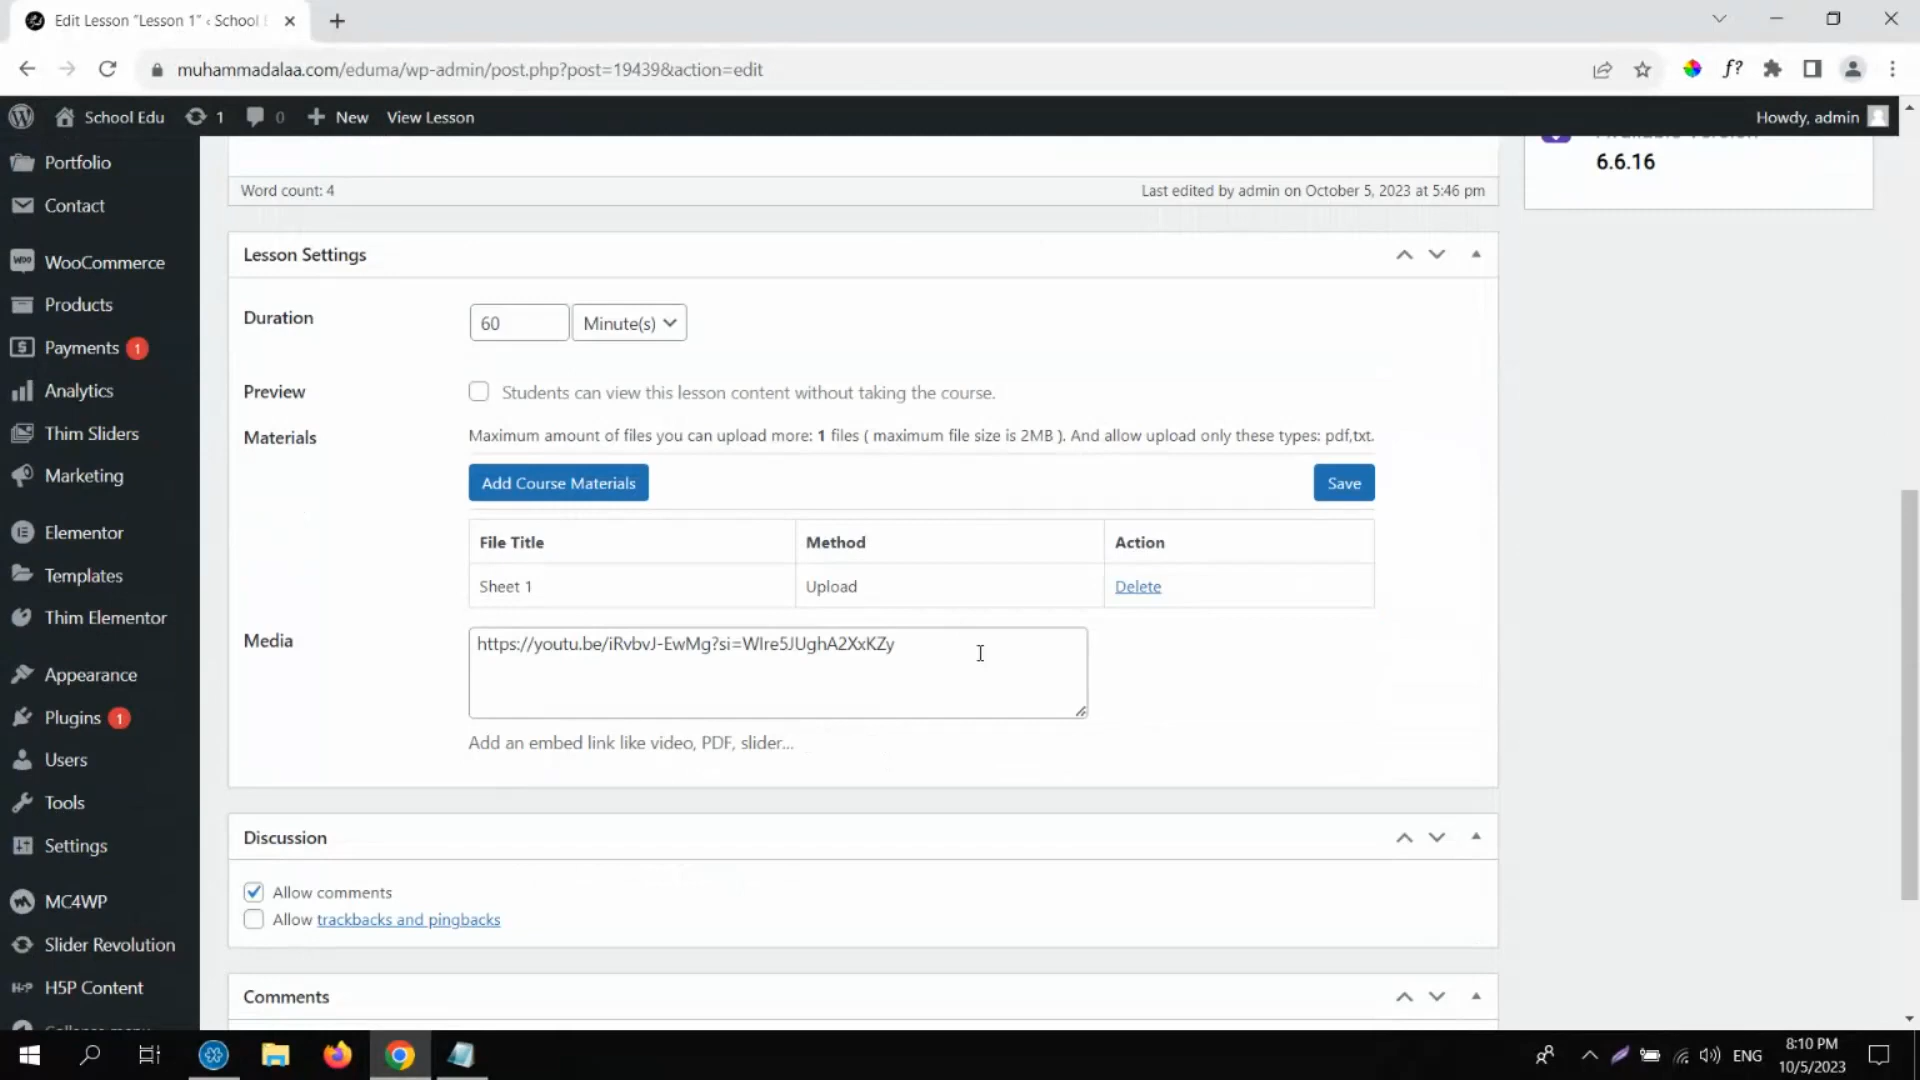 Edit Lesson "Lesson 1" ‹ School E
muhammadalaa.com/eduma/wp-admin/post.php?post=19439&action=edit
f?
School Edu
1
0
New
View Lesson
Howdy, admin
Portfolio
Contact
WooCommerce
Products
Payments 1
Analytics
Thim Sliders
Marketing
Elementor
Templates
Thim Elementor
Appearance
Plugins 1
Users
Tools
Settings
MC4WP
Slider Revolution
H5P Content
6.6.16
Word count: 4
Last edited by admin on October 5, 2023 at 5:46 pm
Lesson Settings
Duration
60
Minute(s)
Preview
Students can view this lesson content without taking the course.
Materials
Maximum amount of files you can upload more: 1 files ( maximum file size is 2MB ). And allow upload only these types: pdf,txt.
Add Course Materials
Save
File Title
Method
Action
Sheet 1
Upload
Delete
Media
https://youtu.be/iRvbvJ-EwMg?si=WIre5JUghA2XxKZy
Add an embed link like video, PDF, slider...
Discussion
Allow comments
Allow trackbacks and pingbacks
Comments
ENG
8:10 PM
10/5/2023